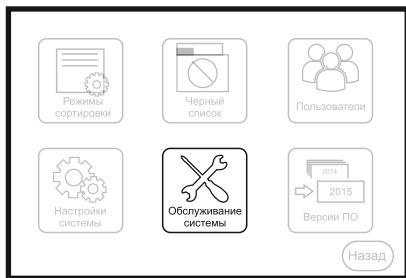 Режимы
сортировки
Черный
список
Пользователи
Настройки
системы
Обслуживание
системы
2014
2015
Версии ПО
Назад